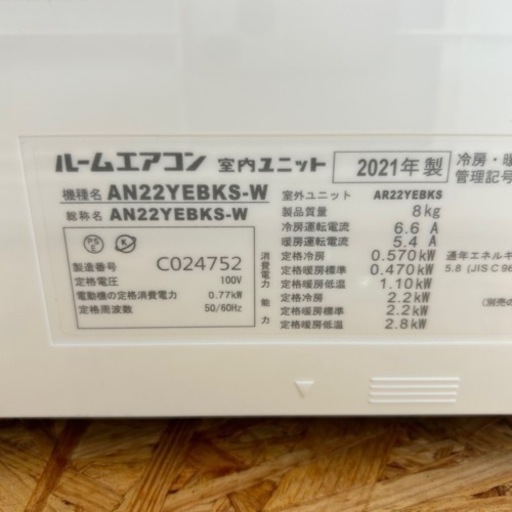 ルームエアコン 室内ユニット 2021年 製 冷房・暖
管理記号
機種名 AN22YEBKS-W
総称名 AN22YEBKS-W
PS E K
製造番号 C024752
定格電圧 100V
電動機の定格消費電力 0.77kW
定格周波数 50/60Hz
室外ユニット AR22YEBKS
製品質量 8kg
冷房運転電流 6.6 A
暖房運転電流 5.4 A
消費電力 定格冷房 0.570kW
定格暖房標準 0.470kW
定格暖房低温 1.10kW
能力 定格冷房 2.2kW
定格暖房標準 2.2kW
定格暖房低温 2.8kW
通年エネルギ
5.8 (JIS C 96
(別売の